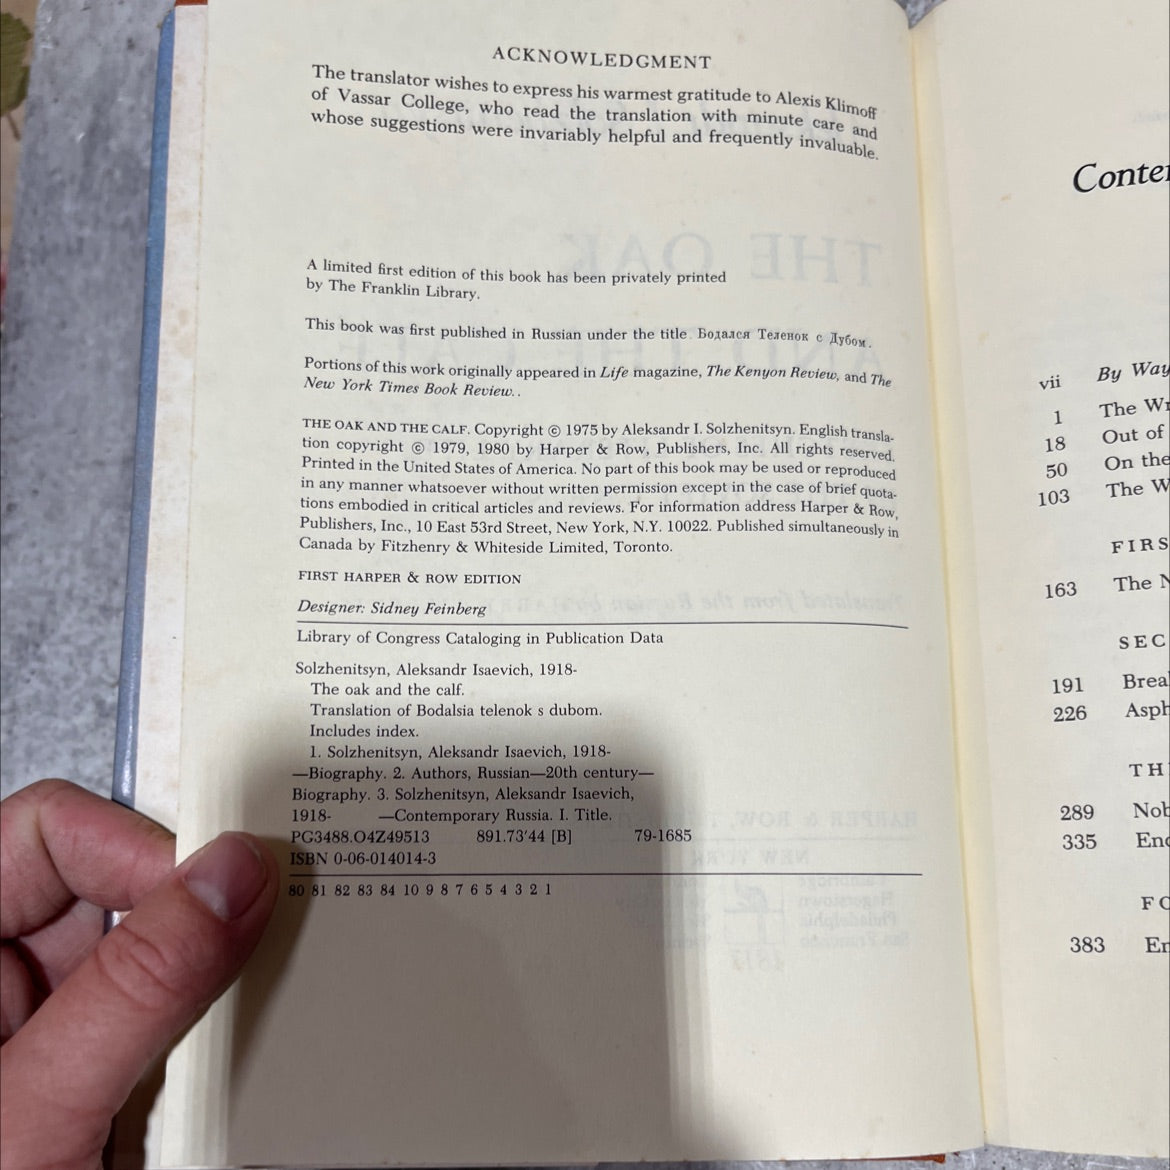 ACKNOWLEDGMENT
The translator wishes to express his warmest gratitude to Alexis Klimoff
of Vassar College, who read the translation with minute care and
whose suggestions were invariably helpful and frequently invaluable.
A limited first edition of this book has been privately printed
by The Franklin Library.
This book was first published in Russian under the title Бодался Теленок с Дубом.
Portions of this work originally appeared in Life magazine, The Kenyon Review, and The
New York Times Book Review..
THE OAK AND THE CALF. Copyright © 1975 by Aleksandr I. Solzhenitsyn. English transla-
tion copyright © 1979, 1980 by Harper & Row, Publishers, Inc. All rights reserved.
Printed in the United States of America. No part of this book may be used or reproduced
in any manner whatsoever without written permission except in the case of brief quota-
tions embodied in critical articles and reviews. For information address Harper & Row,
Publishers, Inc., 10 East 53rd Street, New York, N.Y. 10022. Published simultaneously in
Canada by Fitzhenry & Whiteside Limited, Toronto.
FIRST HARPER & ROW EDITION
Designer: Sidney Feinberg
Library of Congress Cataloging in Publication Data
Solzhenitsyn, Aleksandr Isaevich, 1918-
The oak and the calf.
Translation of Bodalsia telenok s dubom.
Includes index.
1. Solzhenitsyn, Aleksandr Isaevich, 1918-
—Biography. 2. Authors, Russian—20th century—
Biography. 3. Solzhenitsyn, Aleksandr Isaevich,
1918- —Contemporary Russia. I. Title.
PG3488.O4Z49513 891.73'44 [B] 79-1685
ISBN 0-06-014014-3
80 81 82 83 84 10 9 8 7 6 5 4 3 2 1
Conte
vii By Way
1 The Wr
18 Out of
50 On the
103 The W
FIRS
163 The N
SEC
191 Brea
226 Asph
TH
289 Nob
335 Enc
FO
383 En